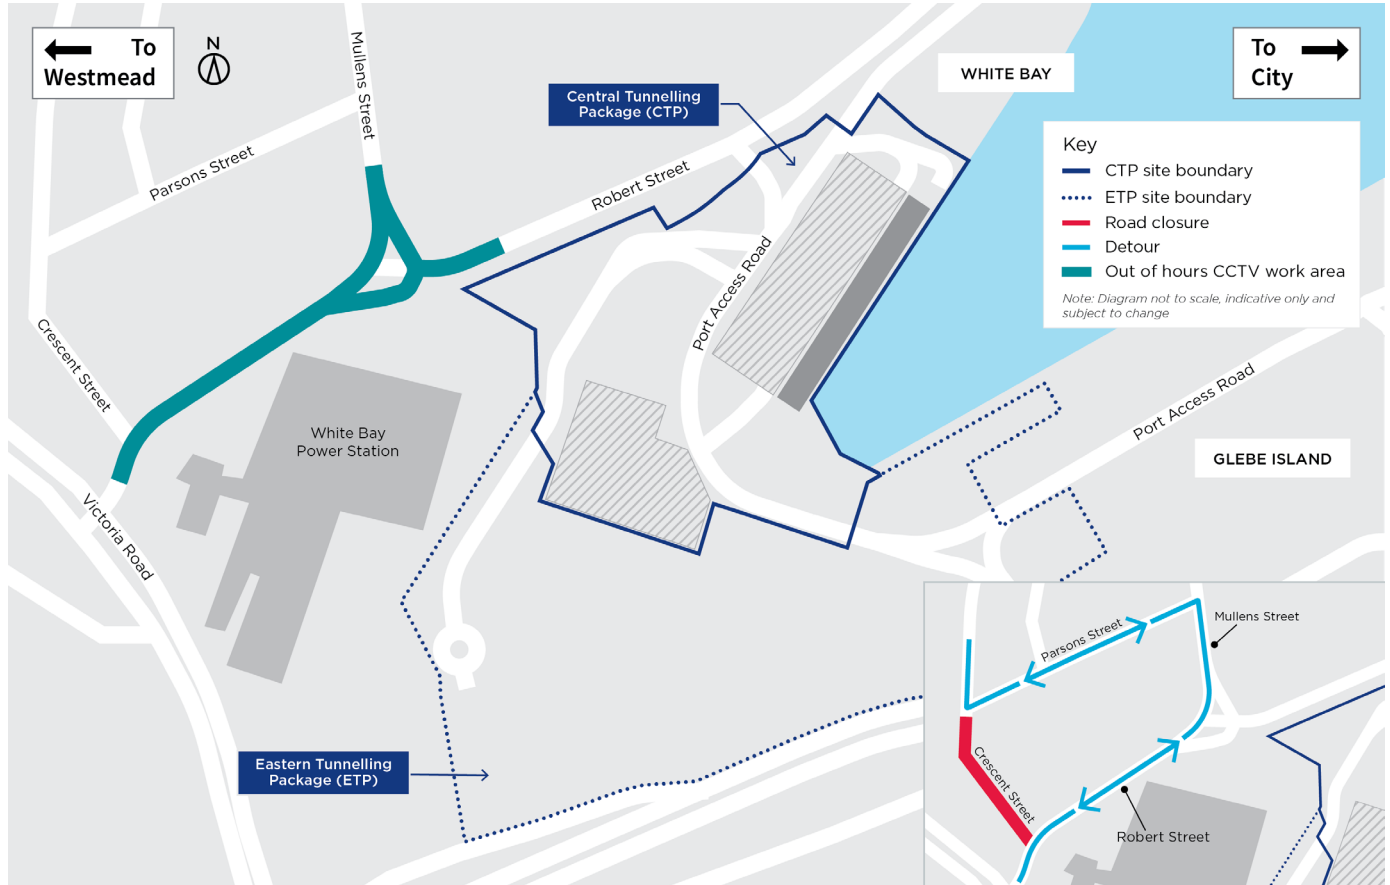 To
Westmead
N
Mullens Street
Parsons Street
Central Tunnelling
Package (CTP)
WHITE BAY
To
City
Key
CTP site boundary
ETP site boundary
Road closure
Detour
Out of hours CCTV work area
Note: Diagram not to scale, indicative only and
subject to change
Robert Street
Port Access Road
Crescent Street
White Bay
Power Station
Port Access Road
GLEBE ISLAND
Victoria Road
Eastern Tunnelling
Package (ETP)
Parsons Street
Mullens Street
Crescent Street
Robert Street